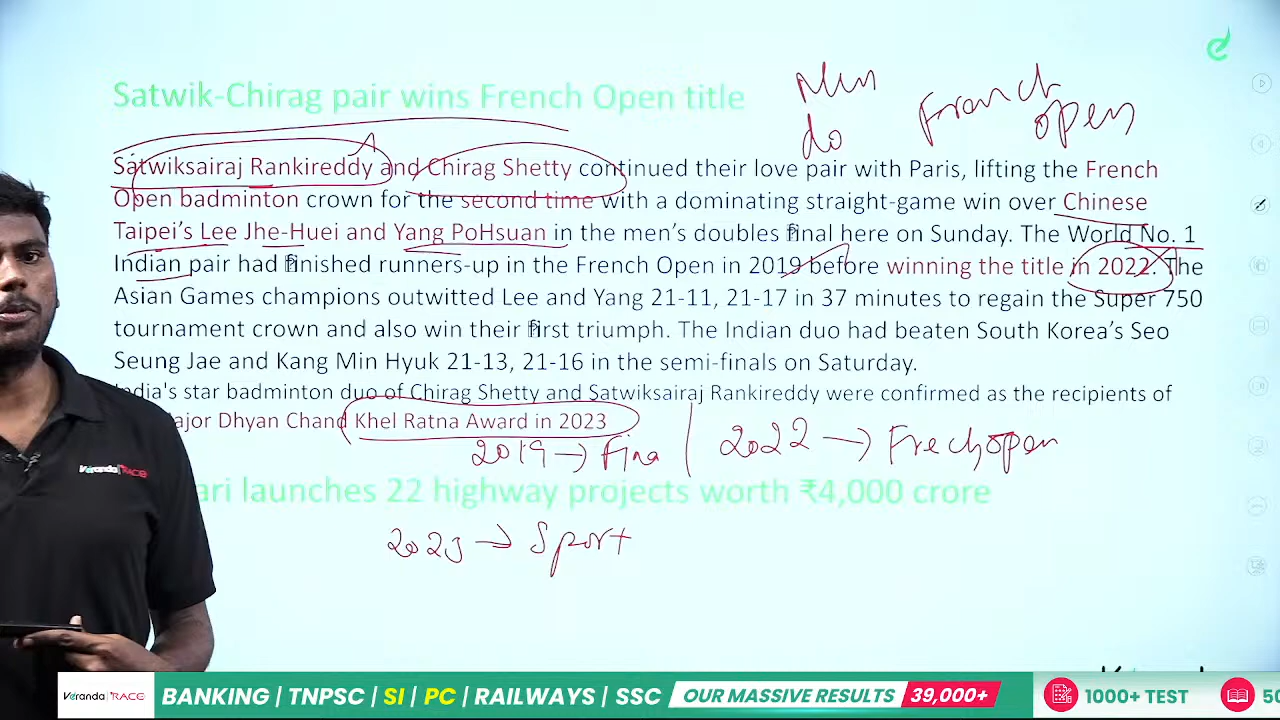 Satwik-Chirag pair wins French Open title
Men
do
Franch
open
Satwiksairaj Rankireddy and Chirag Shetty continued their love pair with Paris, lifting the French
Open badminton crown for the second time with a dominating straight-game win over Chinese
Taipei's Lee Jhe-Huei and Yang PoHsuan in the men's doubles final here on Sunday. The World No. 1
Indian pair had finished runners-up in the French Open in 2019 before winning the title in 2022. The
Asian Games champions outwitted Lee and Yang 21-11, 21-17 in 37 minutes to regain the Super 750
tournament crown and also win their first triumph. The Indian duo had beaten South Korea's Seo
Seung Jae and Kang Min Hyuk 21-13, 21-16 in the semi-finals on Saturday.
India's star badminton duo of Chirag Shetty and Satwiksairaj Rankireddy were confirmed as the recipients of
ajor Dhyan Chand Khel Ratna Award in 2023
2019 → Fina | 2022 → Frechopen
ari launches 22 highway projects worth ₹4,000 crore
2023 → Sport
Veranda RACE
Veranda | RACE BANKING | TNPSC | SI | PC | RAILWAYS | SSC OUR MASSIVE RESULTS 39,000+ 1000+ TEST 50